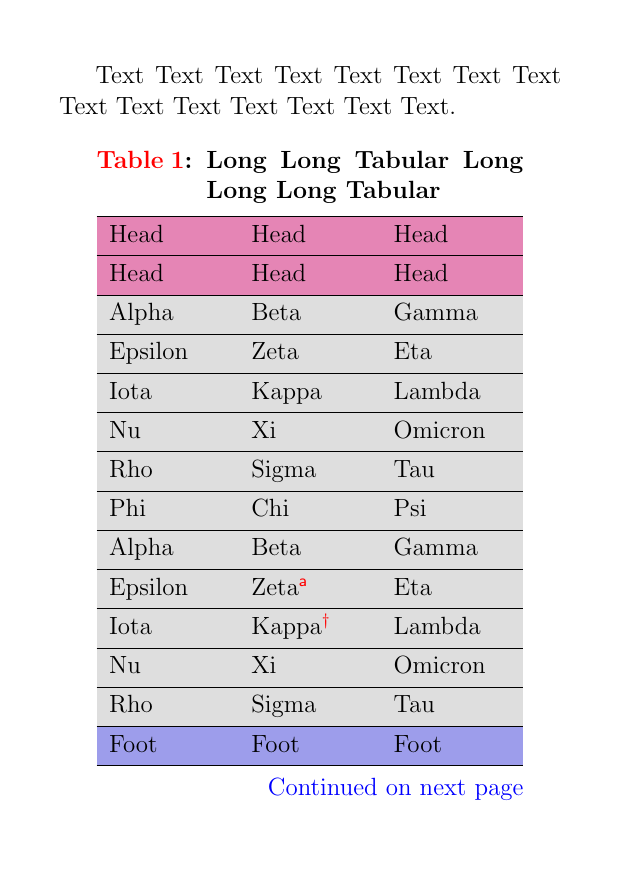 Text Text Text Text Text Text Text Text
Text Text Text Text Text Text Text.
Table 1: Long Long Tabular Long
Long Long Tabular
Head Head Head
Head Head Head
Alpha Beta Gamma
Epsilon Zeta Eta
Iota Kappa Lambda
Nu Xi Omicron
Rho Sigma Tau
Phi Chi Psi
Alpha Beta Gamma
Epsilon Zetaᵃ Eta
Iota Kappa† Lambda
Nu Xi Omicron
Rho Sigma Tau
Foot Foot Foot
Continued on next page